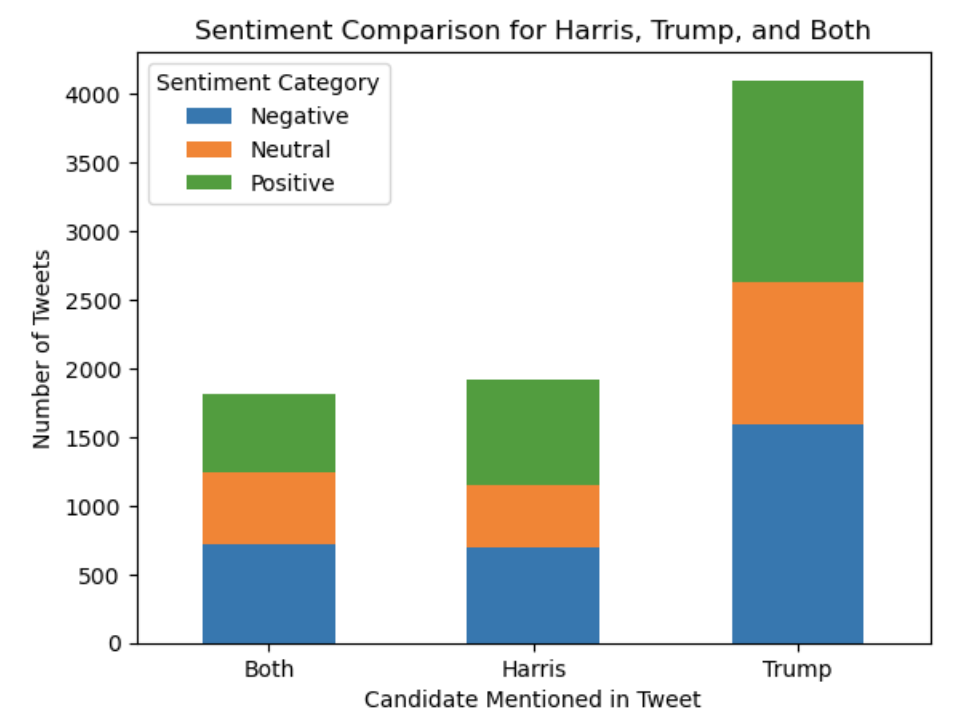 Sentiment Comparison for Harris, Trump, and Both
Sentiment Category
Negative
Neutral
Positive
4000
3500
3000
2500
2000
1500
1000
500
0
Number of Tweets
Both
Harris
Trump
Candidate Mentioned in Tweet